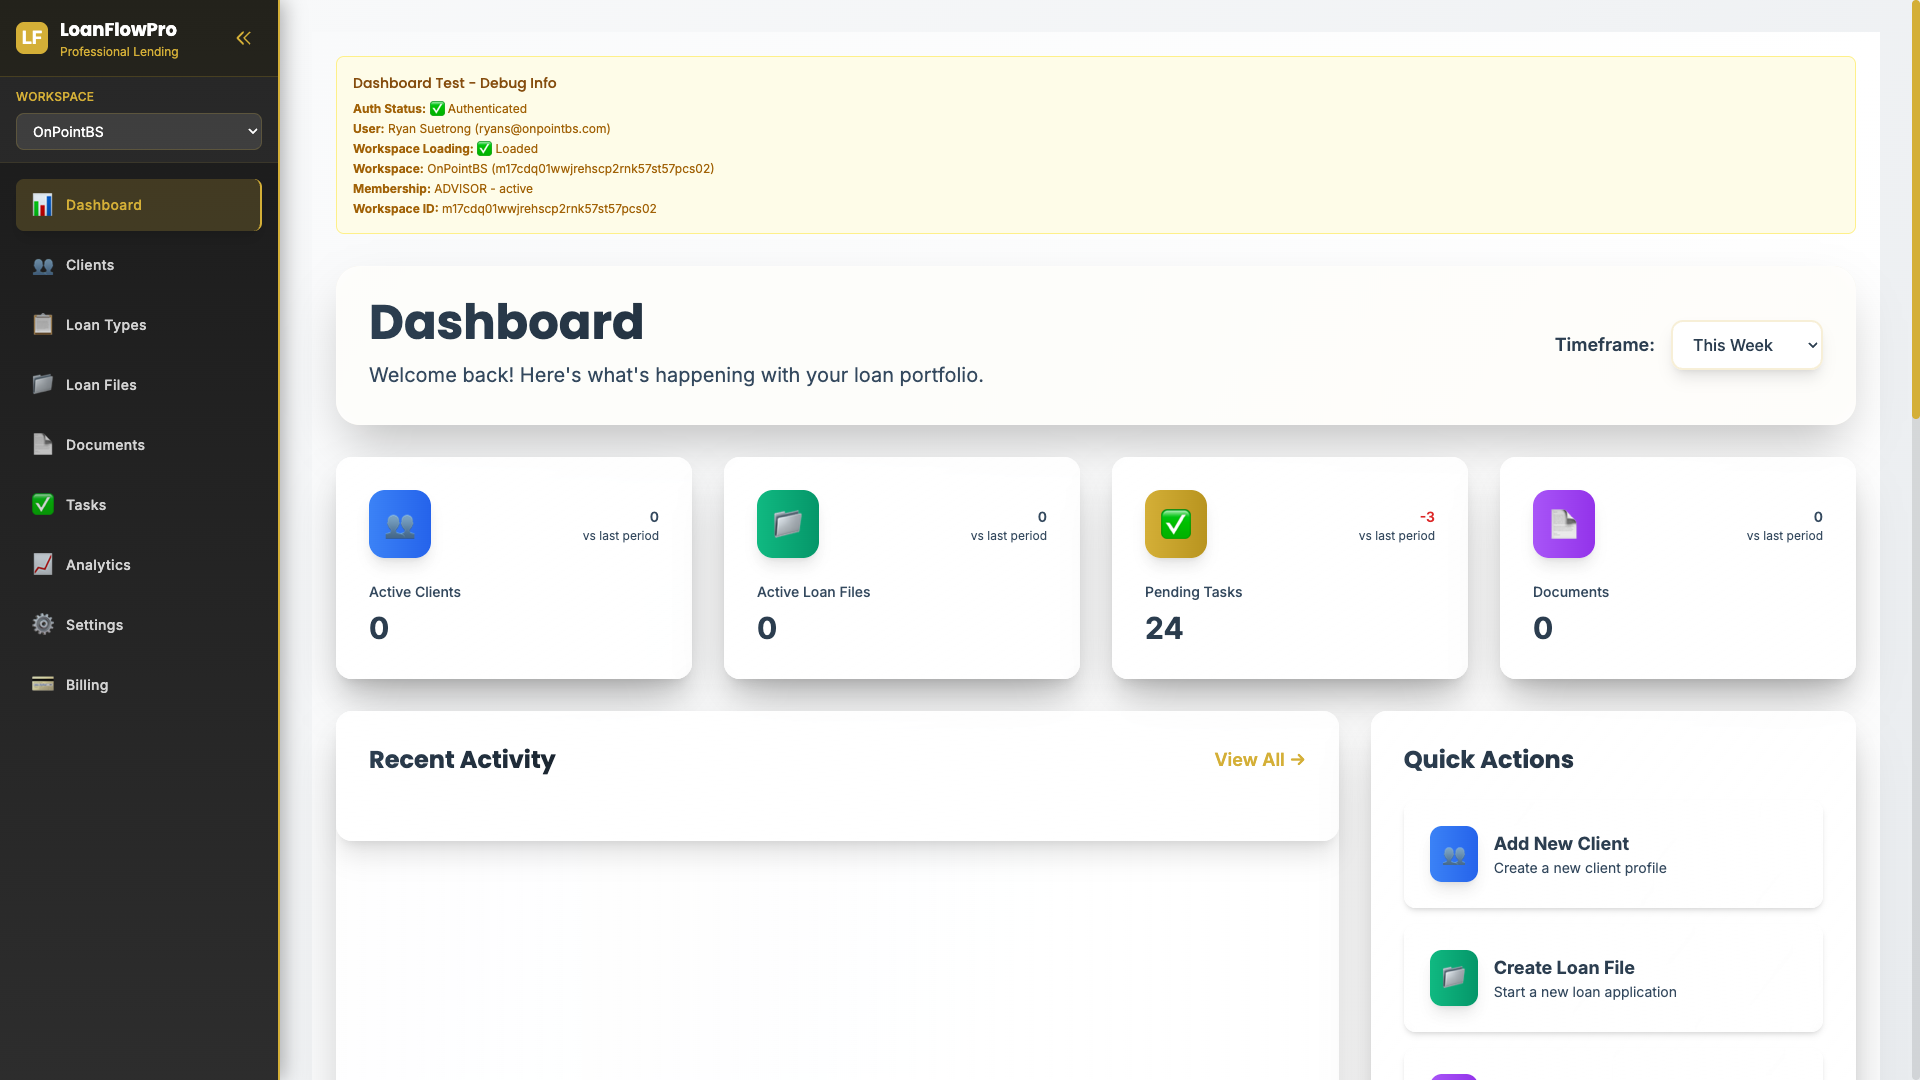 LF
LoanFlowPro
Professional Lending
WORKSPACE
OnPointBS
Dashboard
Clients
Loan Types
Loan Files
Documents
Tasks
Analytics
Settings
Billing
Dashboard Test - Debug Info
Auth Status: ✅ Authenticated
User: Ryan Suetrong (ryans@onpointbs.com)
Workspace Loading: ✅ Loaded
Workspace: OnPointBS (m17cdq01wwjrehscp2rnk57st57pcs02)
Membership: ADVISOR - active
Workspace ID: m17cdq01wwjrehscp2rnk57st57pcs02
Dashboard
Welcome back! Here's what's happening with your loan portfolio.
Timeframe:
This Week
0
vs last period
Active Clients
0
0
vs last period
Active Loan Files
0
-3
vs last period
Pending Tasks
24
0
vs last period
Documents
0
Recent Activity
View All →
Quick Actions
Add New Client
Create a new client profile
Create Loan File
Start a new loan application